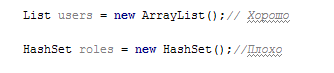 List users = new ArrayList();// Хорошо
HashSet roles = new HashSet();//Плохо